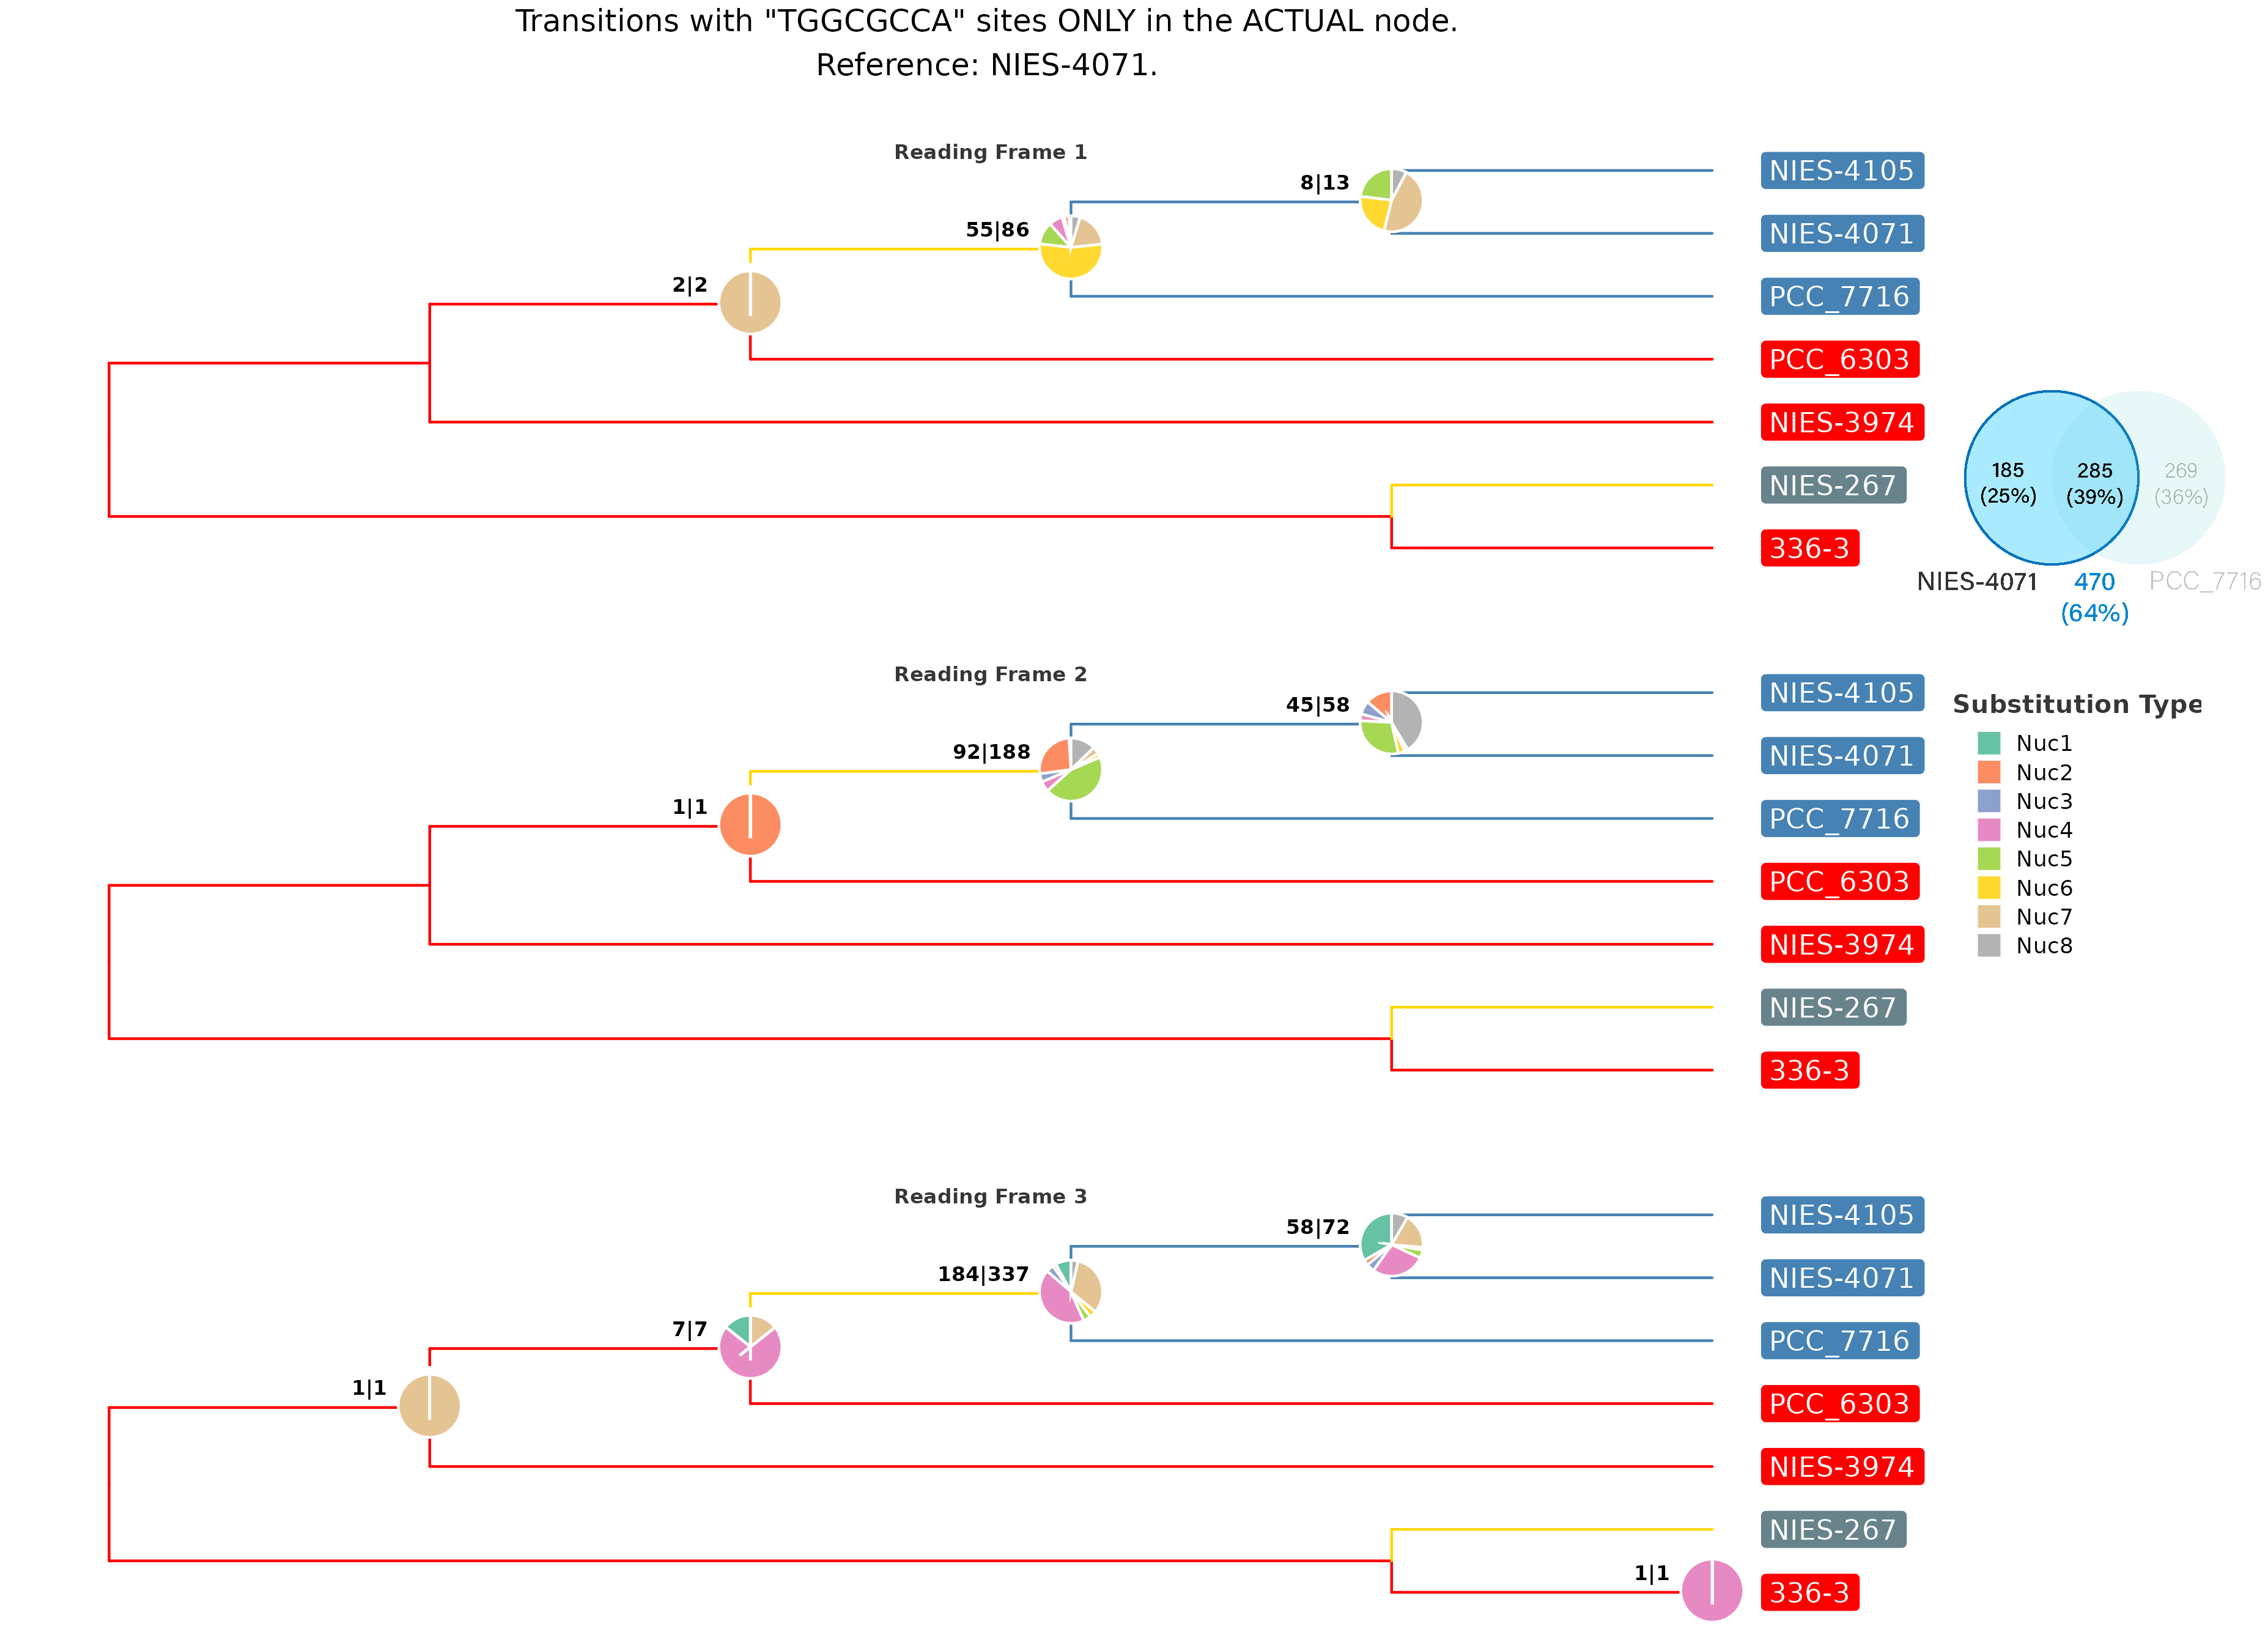 Transitions with "TGGCGCCA" sites ONLY in the ACTUAL node.
Reference: NIES-4071.
Reading Frame 1
8|13
55|86
2|2
NIES-4105
NIES-4071
PCC_7716
PCC_6303
NIES-3974
NIES-267
336-3
185
(25%)
285
(39%)
269
(36%)
NIES-4071
470
(64%)
PCC_7716
Reading Frame 2
45|58
92|188
1|1
NIES-4105
NIES-4071
PCC_7716
PCC_6303
NIES-3974
NIES-267
336-3
Substitution Type
Nuc1
Nuc2
Nuc3
Nuc4
Nuc5
Nuc6
Nuc7
Nuc8
Reading Frame 3
58|72
184|337
7|7
1|1
1|1
NIES-4105
NIES-4071
PCC_7716
PCC_6303
NIES-3974
NIES-267
336-3